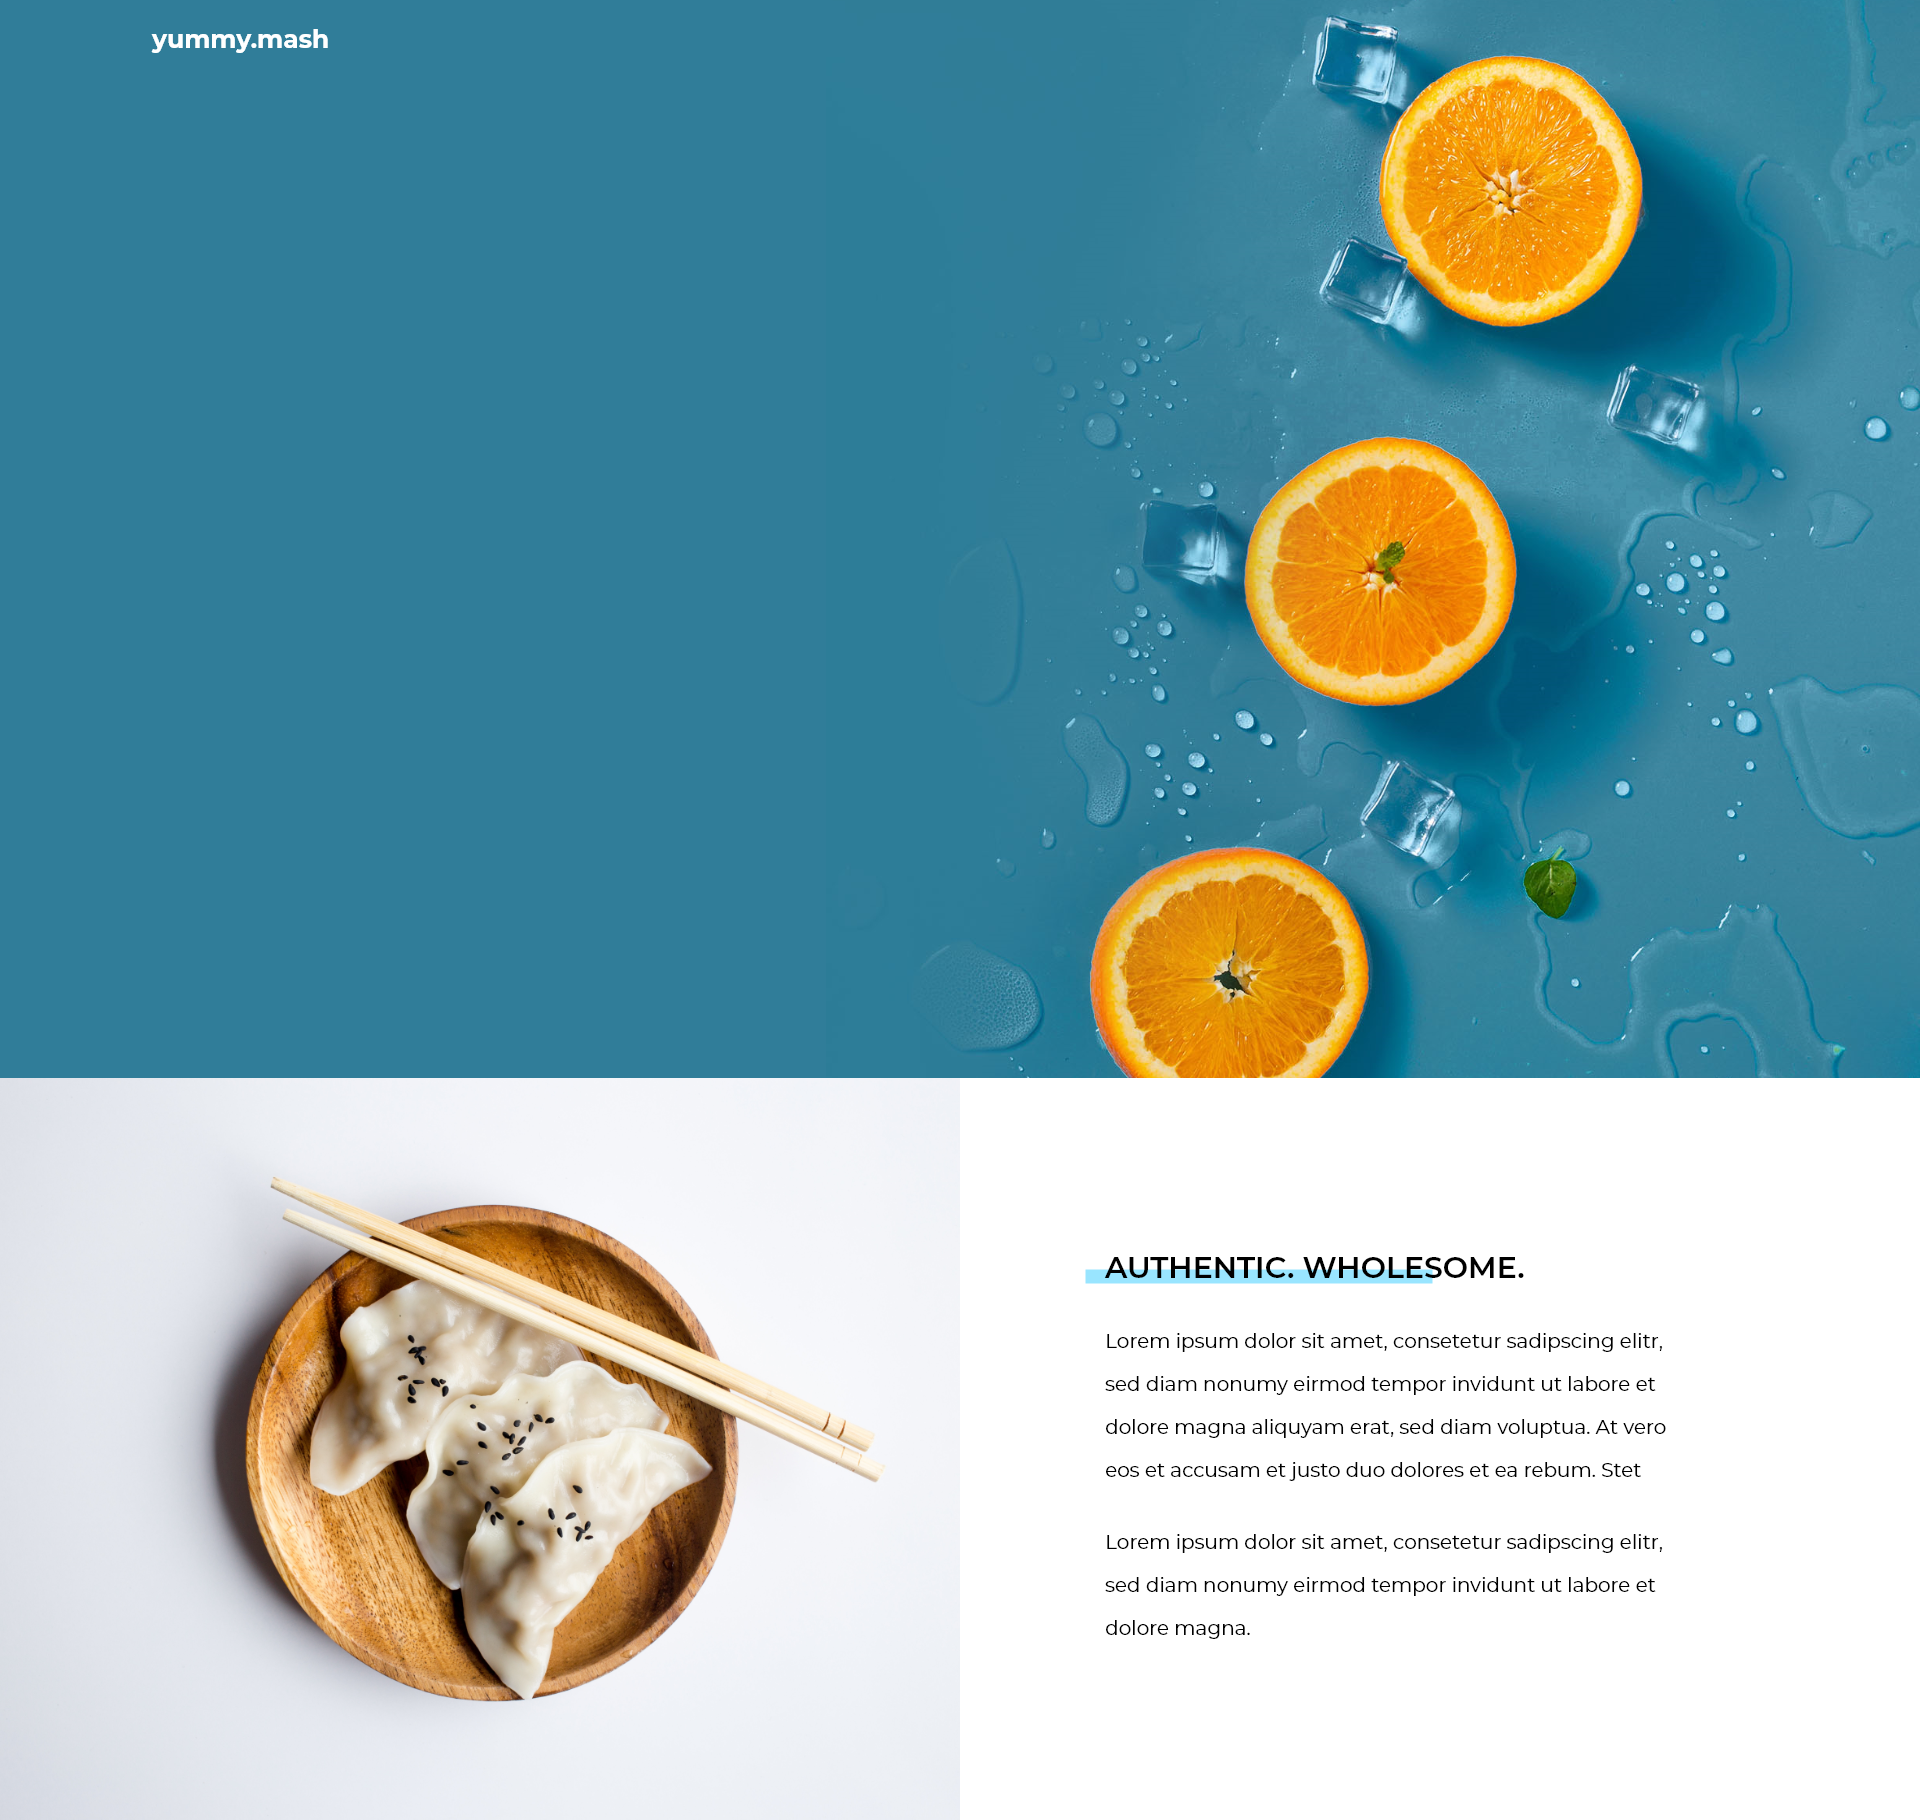 yummy.mash
AUTHENTIC. WHOLESOME.
Lorem ipsum dolor sit amet, consetetur sadipscing elitr,
sed diam nonumy eirmod tempor invidunt ut labore et
dolore magna aliquyam erat, sed diam voluptua. At vero
eos et accusam et justo duo dolores et ea rebum. Stet
Lorem ipsum dolor sit amet, consetetur sadipscing elitr,
sed diam nonumy eirmod tempor invidunt ut labore et
dolore magna.